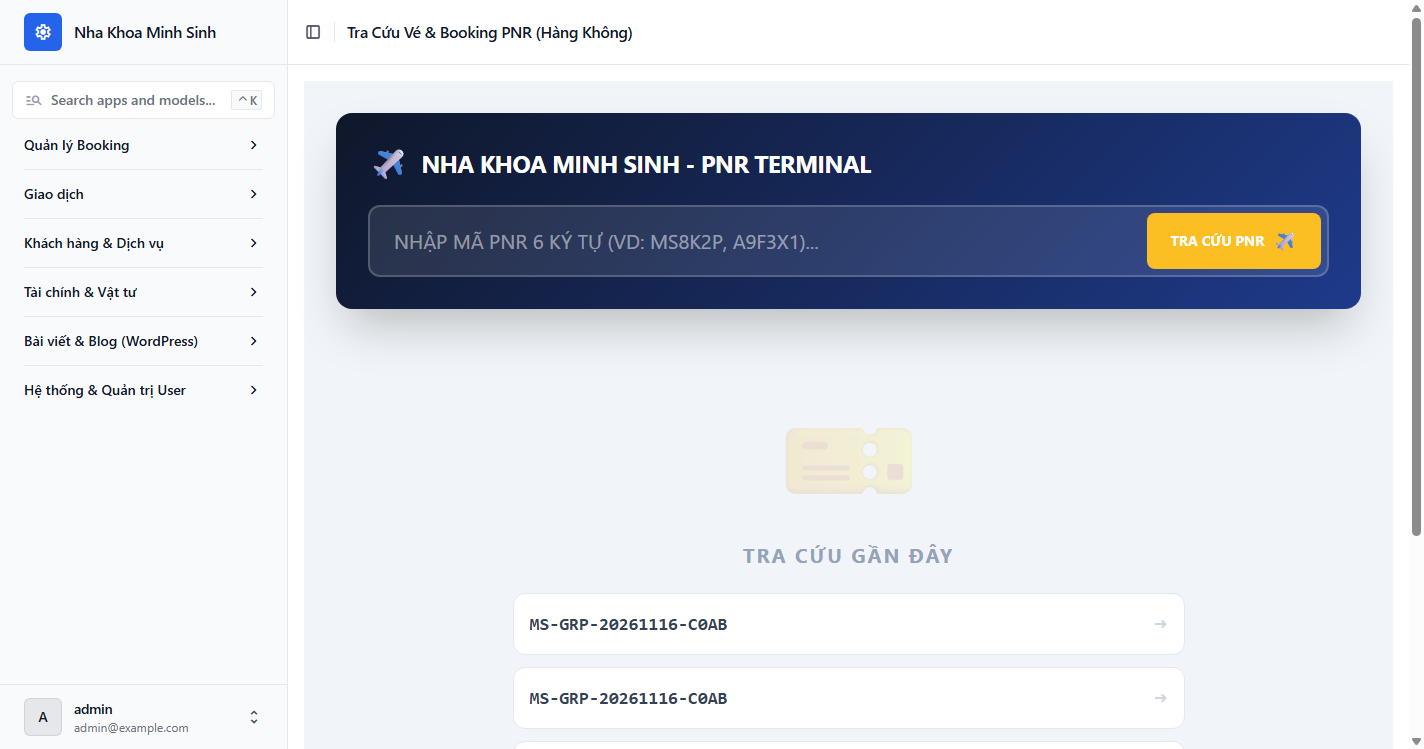 Nha Khoa Minh Sinh
Tra Cứu Vé & Booking PNR (Hàng Không)
Search apps and models...
^ K
Quản lý Booking
Giao dịch
Khách hàng & Dịch vụ
Tài chính & Vật tư
Bài viết & Blog (WordPress)
Hệ thống & Quản trị User
NHA KHOA MINH SINH - PNR TERMINAL
NHẬP MÃ PNR 6 KÝ TỰ (VD: MS8K2P, A9F3X1)...
TRA CỨU PNR
TRA CỨU GẦN ĐÂY
MS-GRP-20261116-C0AB
MS-GRP-20261116-C0AB
A
admin
admin@example.com